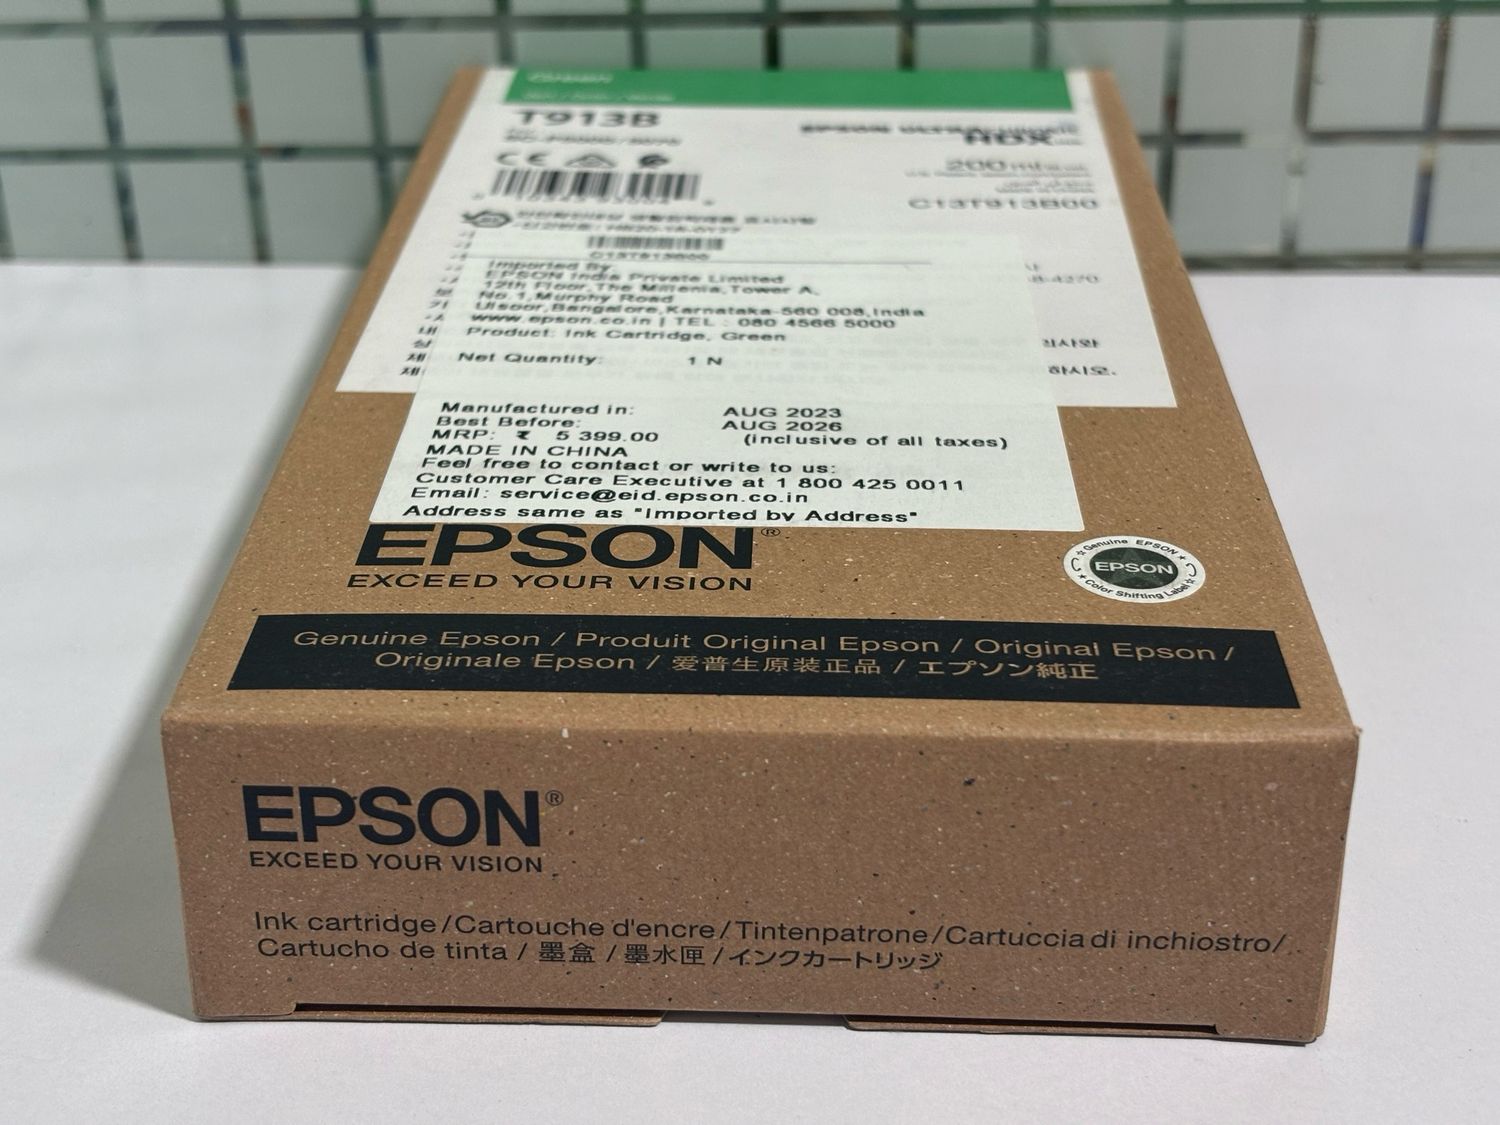 T913B
HDX
200 ml
C13T913B00
C13T913B00
Imported By
EPSON India Private Limited
12th Floor,The Millenia,Tower A,
No.1,Murphy Road
Ulsoor,Bangalore,Karnataka-560 008,India
www.epson.co.in | TEL : 080 4566 5000
Product: Ink Cartridge, Green
Net Quantity: 1 N
Manufactured in: AUG 2023
Best Before: AUG 2026
MRP: ₹ 5 399.00 (inclusive of all taxes)
MADE IN CHINA
Feel free to contact or write to us:
Customer Care Executive at 1 800 425 0011
Email: service@eid.epson.co.in
Address same as "Imported by Address"
하시오.
EPSON®
EXCEED YOUR VISION
Genuine EPSON
EPSON
Color Shifting Label
Genuine Epson / Produit Original Epson / Original Epson /
Originale Epson / 爱普生原装正品 / エプソン純正
EPSON®
EXCEED YOUR VISION
Ink cartridge/Cartouche d'encre/Tintenpatrone/Cartuccia di inchiostro/
Cartucho de tinta / 墨盒 / 墨水匣 / インクカートリッジ